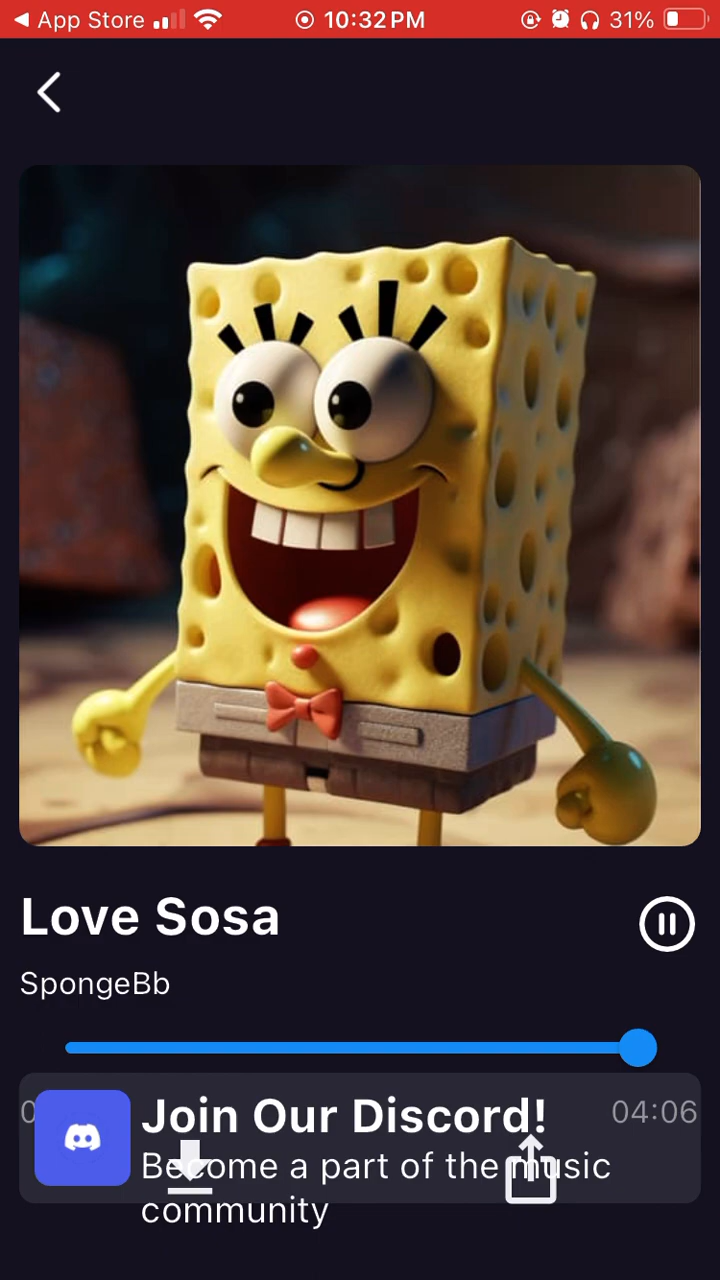 App Store 10:32 PM 31%
Love Sosa
SpongeBb
0
04:06
Join Our Discord!
Become a part of the music
community